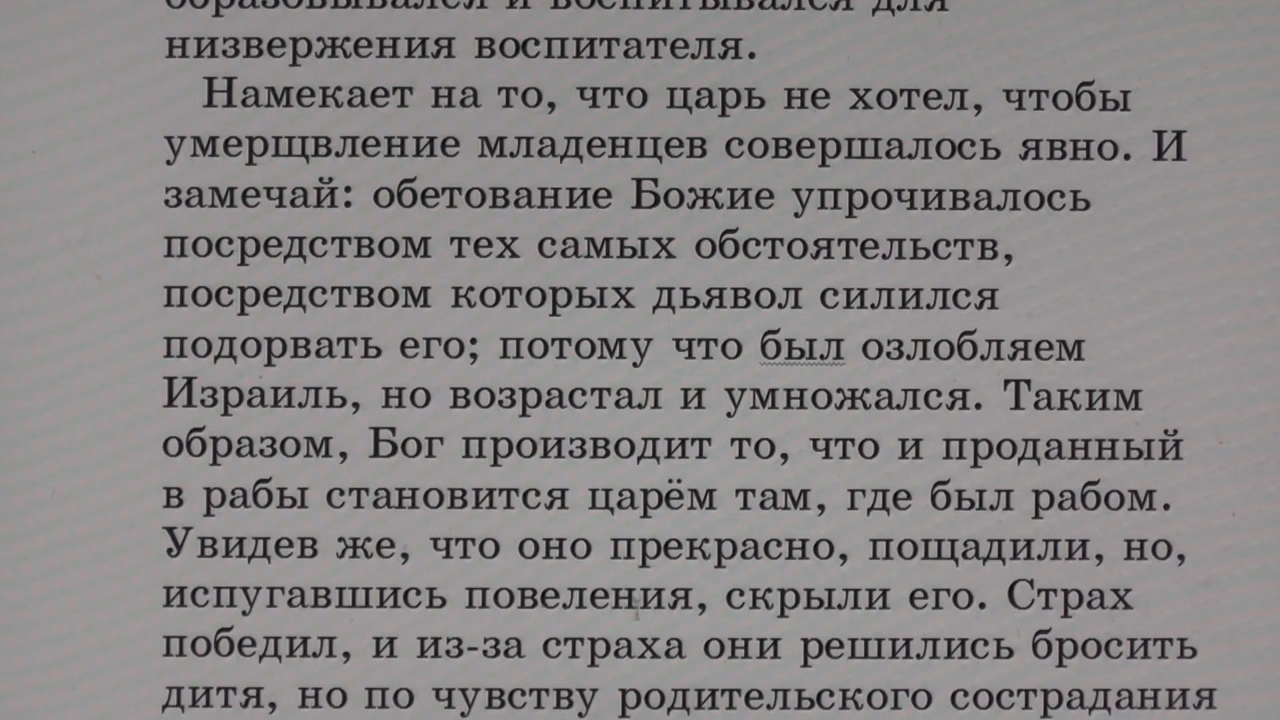 образовывался и воспитывался для
низвержения воспитателя.
Намекает на то, что царь не хотел, чтобы
умерщвление младенцев совершалось явно. И
замечай: обетование Божие упрочивалось
посредством тех самых обстоятельств,
посредством которых дьявол силился
подорвать его; потому что был озлобляем
Израиль, но возрастал и умножался. Таким
образом, Бог производит то, что и проданный
в рабы становится царём там, где был рабом.
Увидев же, что оно прекрасно, пощадили, но,
испугавшись повеления, скрыли его. Страх
победил, и из-за страха они решились бросить
дитя, но по чувству родительского сострадания